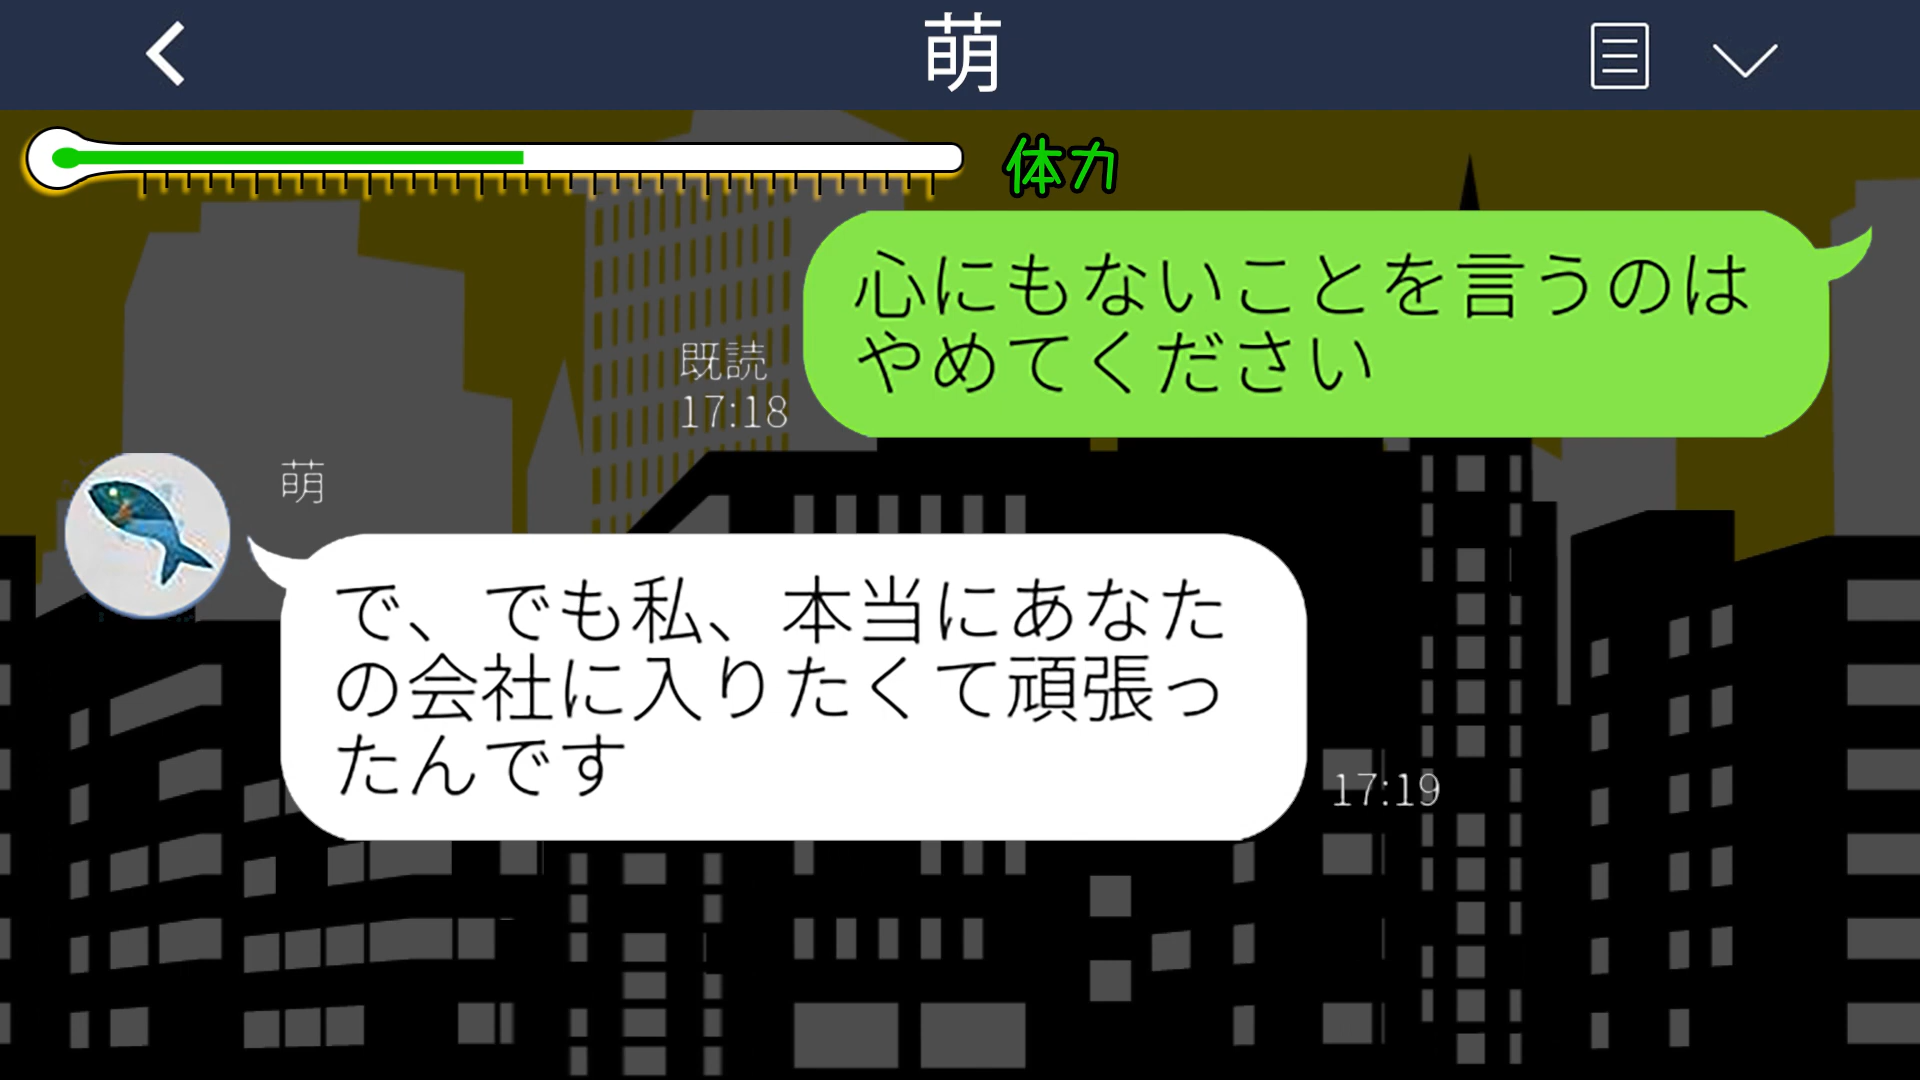 萌
体力
心にもないことを言うのは
やめてください
既読
17:18
萌
で、でも私、本当にあなた
の会社に入りたくて頑張っ
たんです
17:19